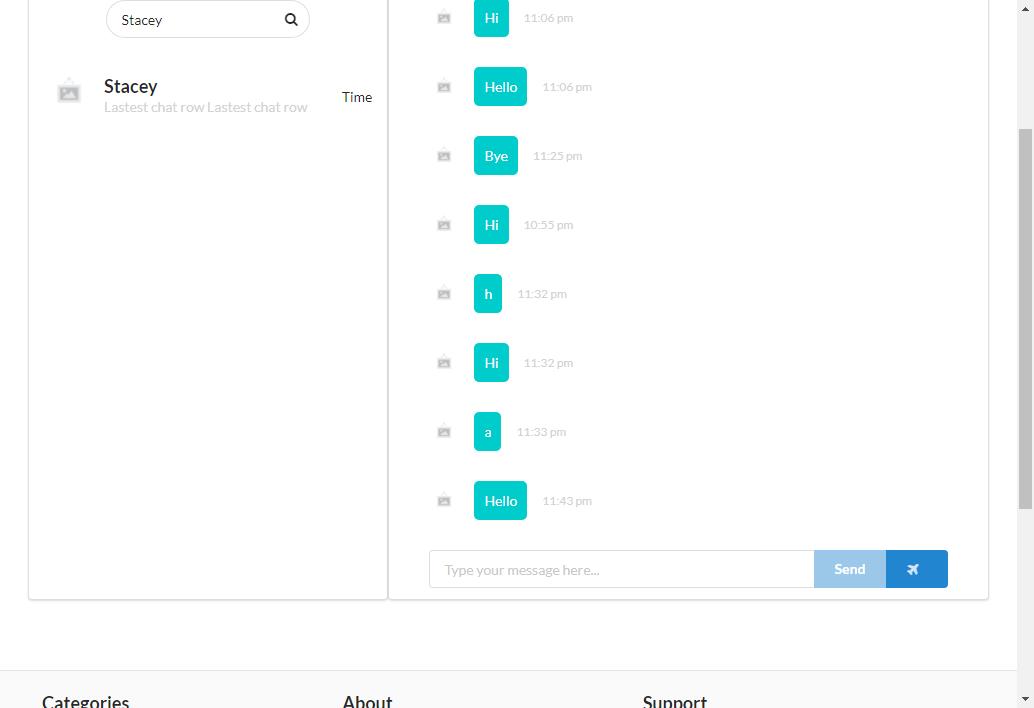 Stacey
Stacey
Lastest chat row Lastest chat row
Time
Hi 11:06 pm
Hello 11:06 pm
Bye 11:25 pm
Hi 10:55 pm
h 11:32 pm
Hi 11:32 pm
a 11:33 pm
Hello 11:43 pm
Type your message here... Send
Categories About Support